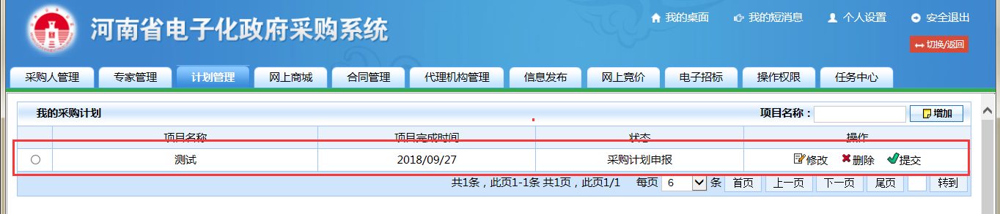 我的桌面 我的短消息 个人设置 安全退出
河南省电子化政府采购系统
切换/返回
采购人管理 专家管理 计划管理 网上商城 合同管理 代理机构管理 信息发布 网上竞价 电子招标 操作权限 任务中心
我的采购计划 项目名称： 增加
项目名称 项目完成时间 状态 操作
测试 2018/09/27 采购计划申报 修改 删除 提交
共1条，此页1-1条 共1页，此页1/1 每页 6 条 首页 上一页 下一页 尾页 转到